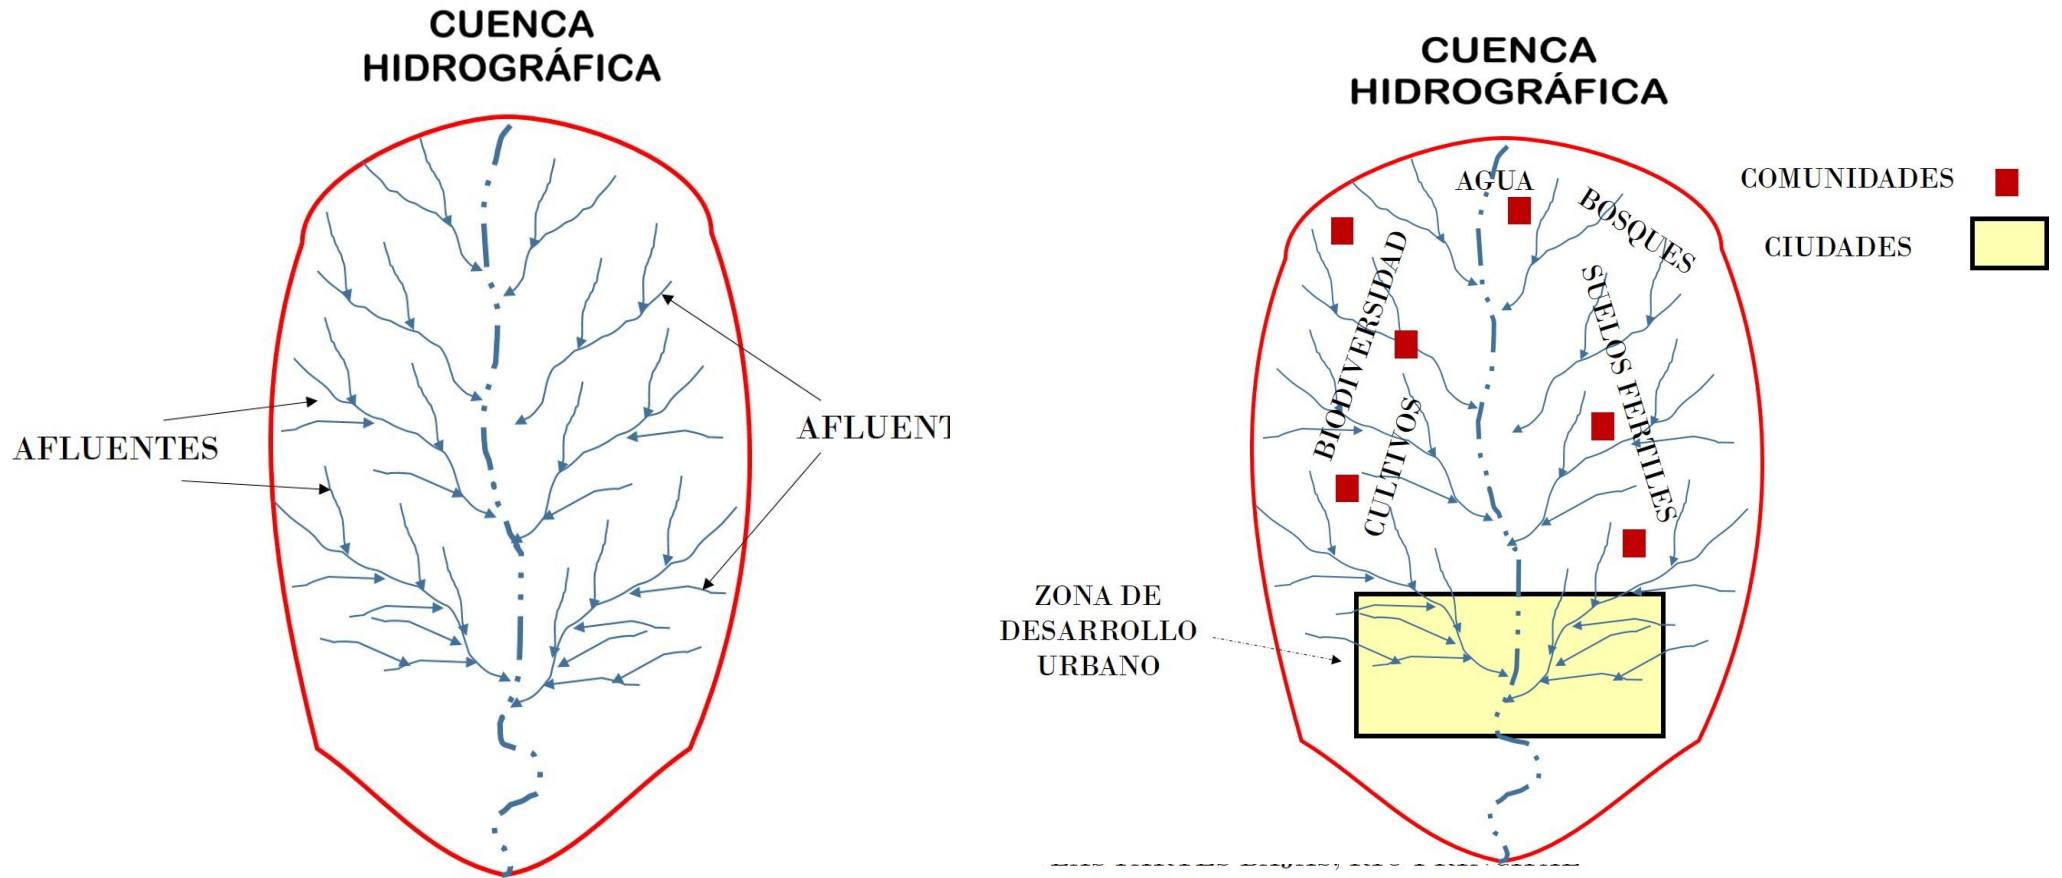 CUENCA
HIDROGRÁFICA
AFLUENTES
AFLUENT
CUENCA
HIDROGRÁFICA
COMUNIDADES
CIUDADES
AGUA
BOSQUES
BIODIVERSIDAD
SUELOS FERTILES
CULTIVOS
ZONA DE
DESARROLLO
URBANO